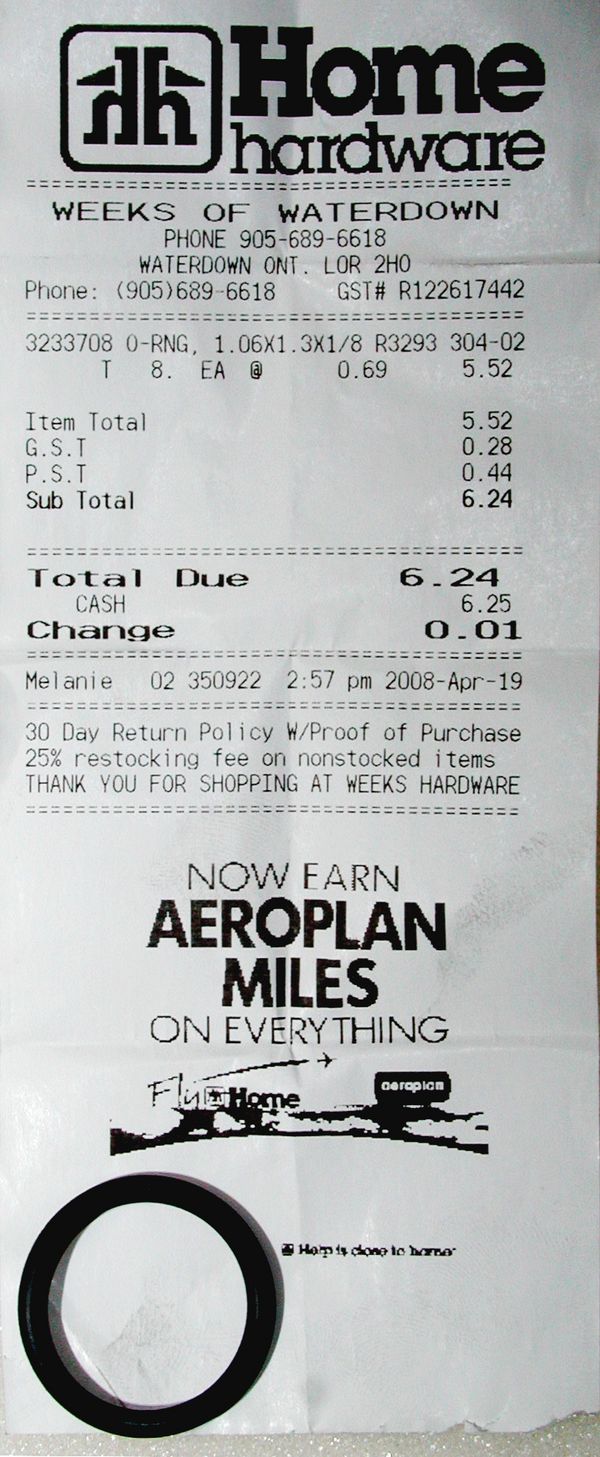 Home
hardware
WEEKS OF WATERDOWN
PHONE 905-689-6618
WATERDOWN ONT. LOR 2HO
Phone: (905)689-6618 GST# R122617442
3233708 O-RNG, 1.06X1.3X1/8 R3293 304-02
T 8. EA @ 0.69 5.52
Item Total 5.52
G.S.T 0.28
P.S.T 0.44
Sub Total 6.24
Total Due 6.24
CASH 6.25
Change 0.01
Melanie 02 350922 2:57 pm 2008-Apr-19
30 Day Return Policy W/Proof of Purchase
25% restocking fee on nonstocked items
THANK YOU FOR SHOPPING AT WEEKS HARDWARE
NOW EARN
AEROPLAN
MILES
ON EVERYTHING
Fly Home aeroplan
Help is close to home